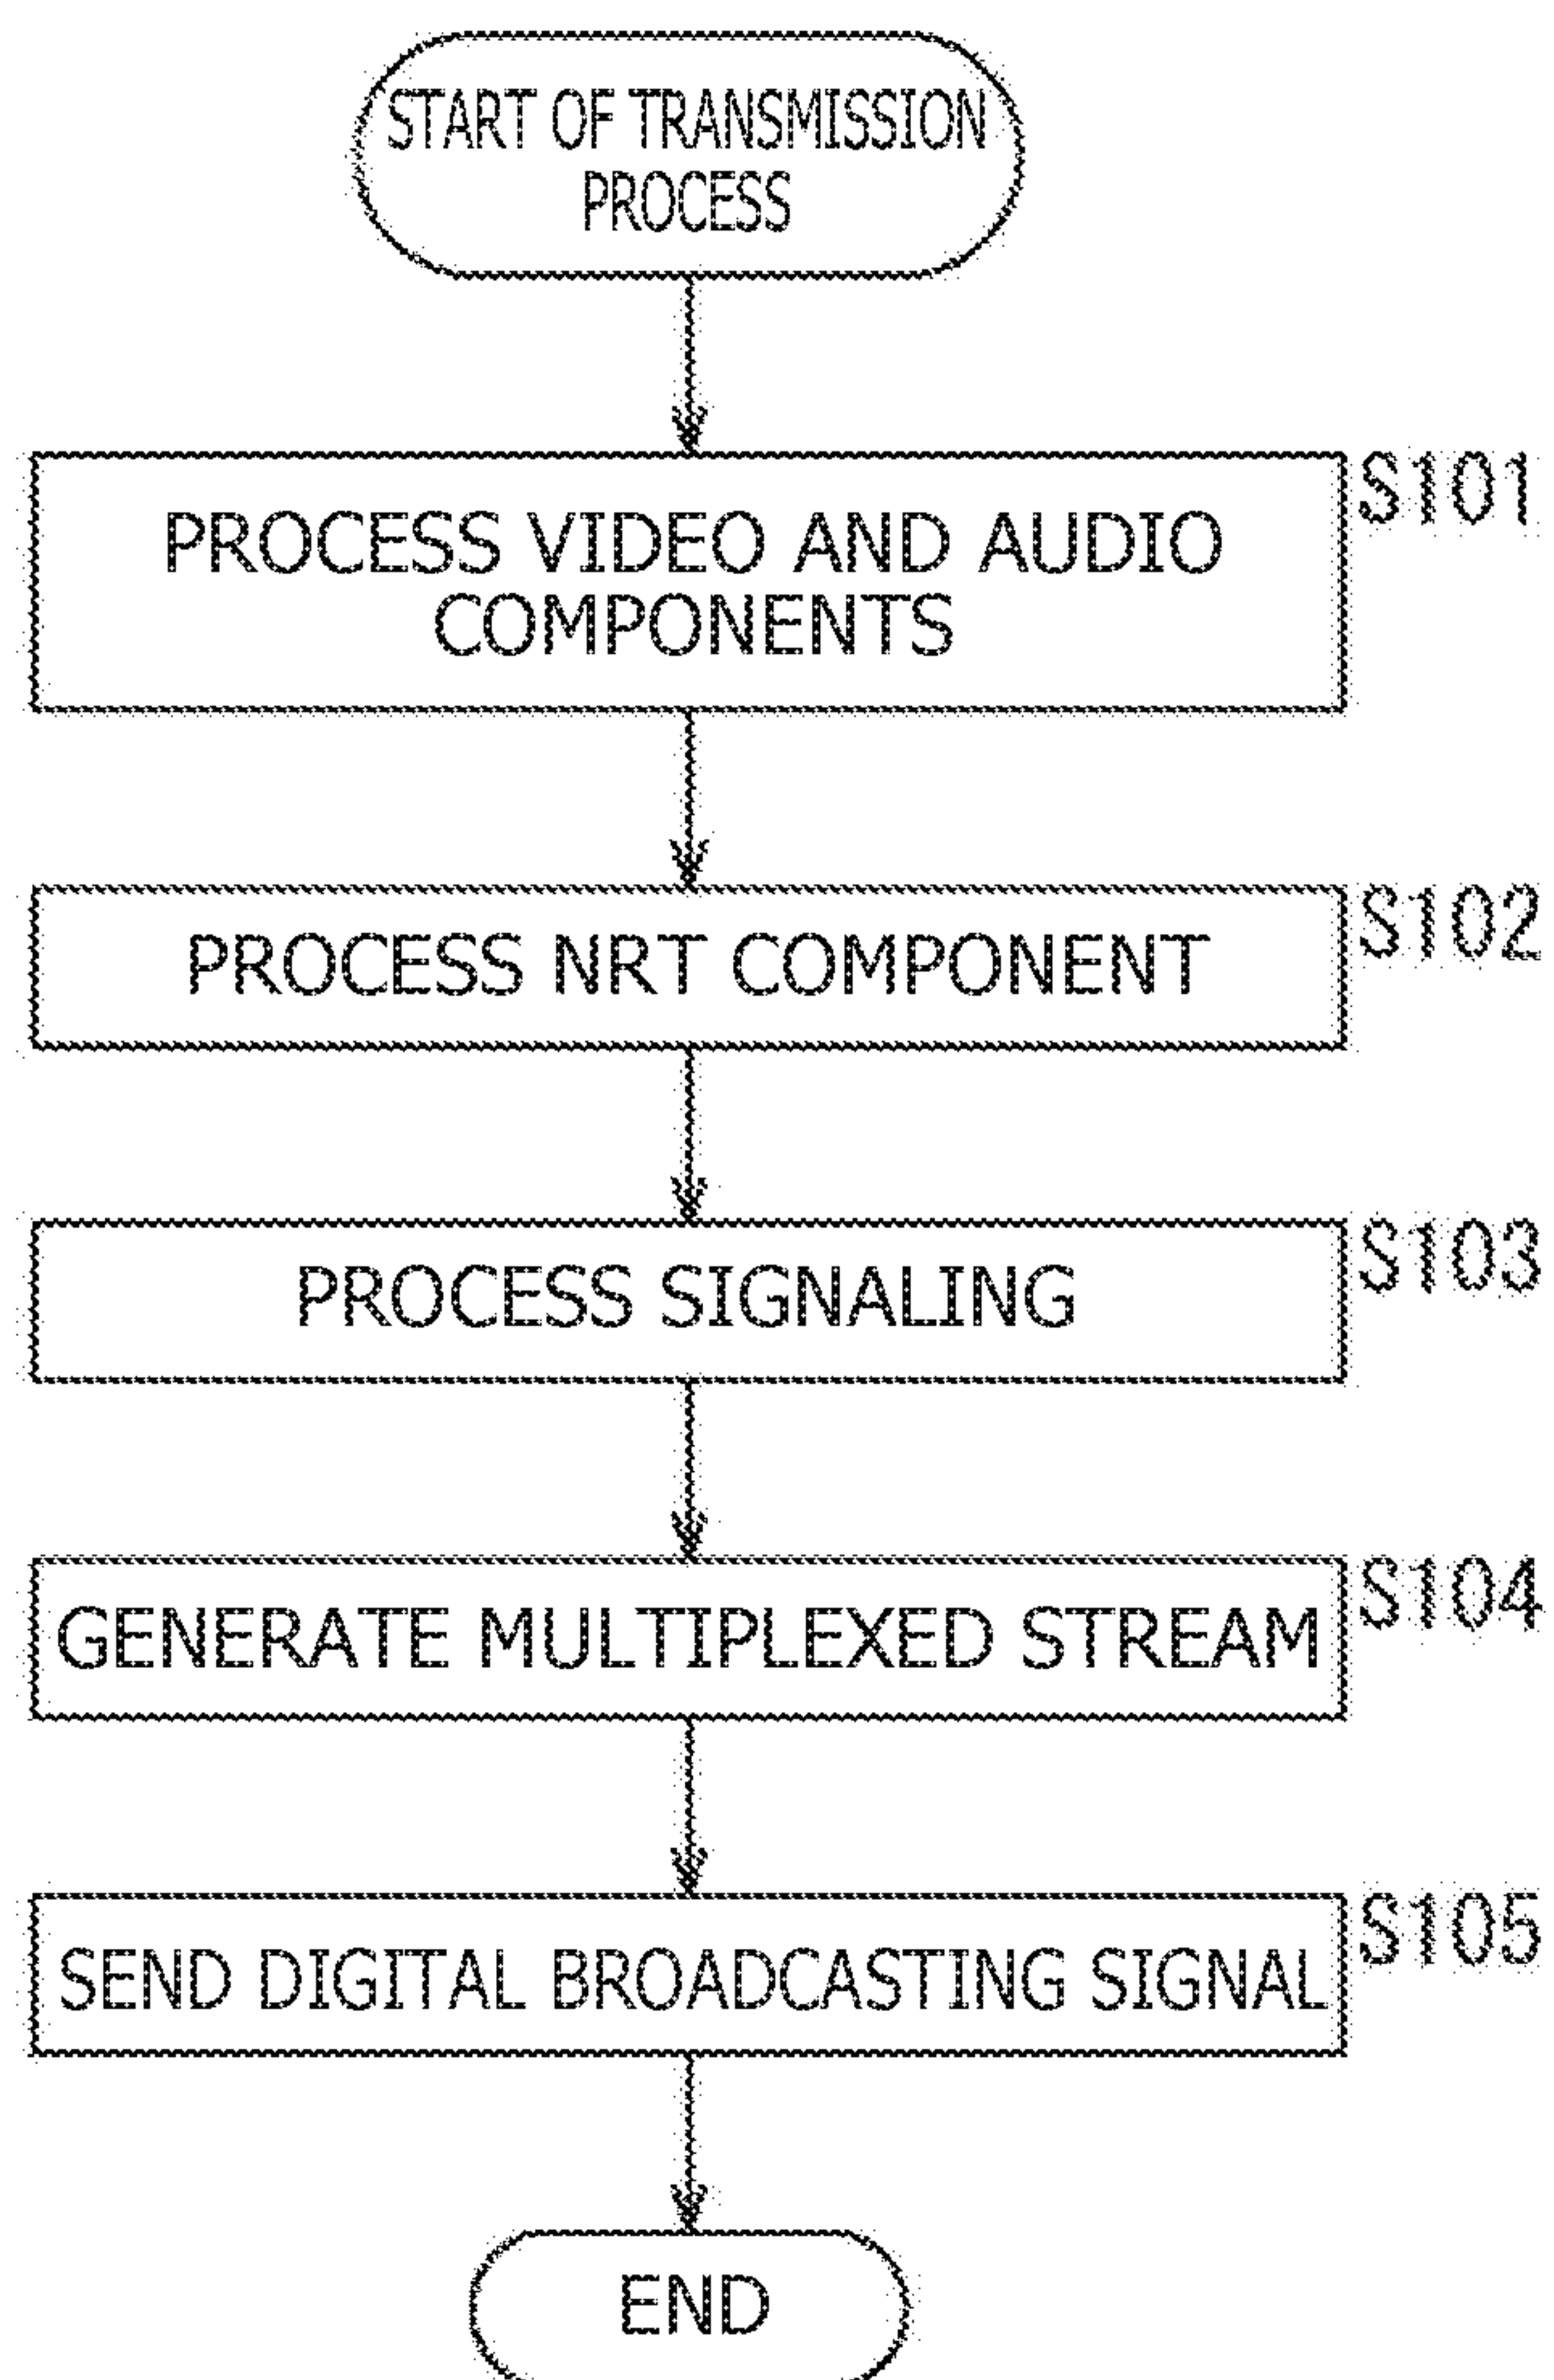 START OF TRANSMISSION
PROCESS
PROCESS VIDEO AND AUDIO
COMPONENTS
S101
PROCESS NRT COMPONENT
S102
PROCESS SIGNALING
S103
GENERATE MULTIPLEXED STREAM
S104
SEND DIGITAL BROADCASTING SIGNAL
S105
END